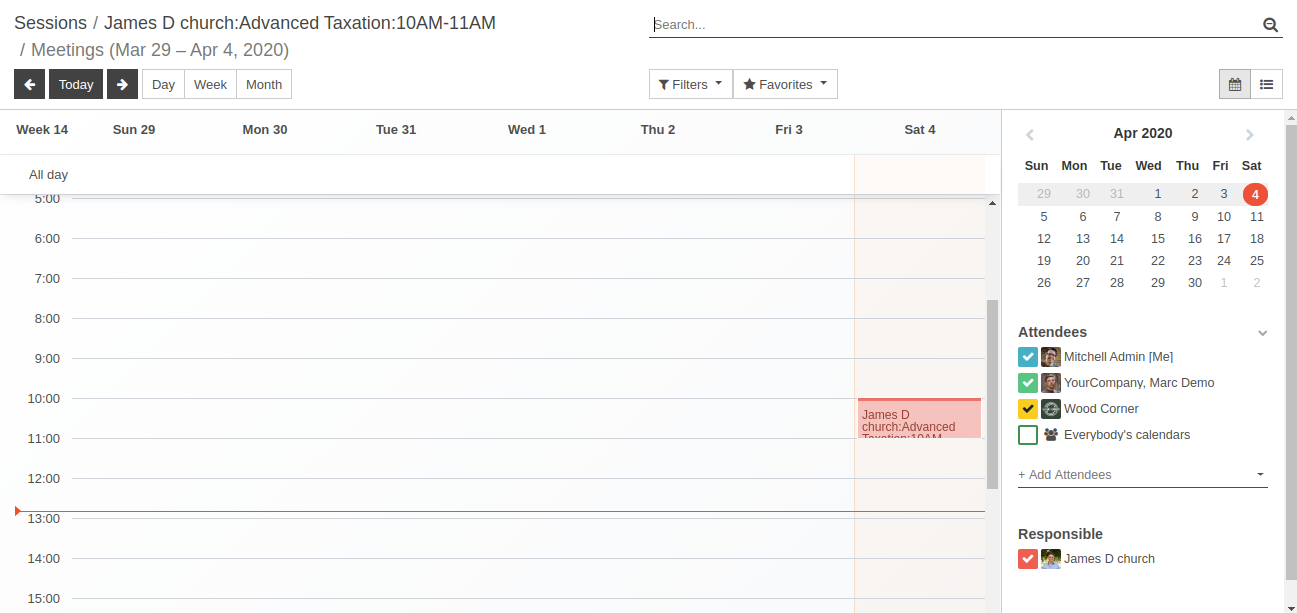 Sessions / James D church:Advanced Taxation:10AM-11AM
/ Meetings (Mar 29 – Apr 4, 2020)
Search...
Today Day Week Month
Filters Favorites
Week 14 Sun 29 Mon 30 Tue 31 Wed 1 Thu 2 Fri 3 Sat 4
All day
5:00
6:00
7:00
8:00
9:00
10:00
11:00
12:00
13:00
14:00
15:00
James D
church:Advanced
Taxation:10AM
Apr 2020
Sun Mon Tue Wed Thu Fri Sat
29 30 31 1 2 3 4
5 6 7 8 9 10 11
12 13 14 15 16 17 18
19 20 21 22 23 24 25
26 27 28 29 30 1 2
Attendees
Mitchell Admin [Me]
YourCompany, Marc Demo
Wood Corner
Everybody's calendars
+ Add Attendees
Responsible
James D church